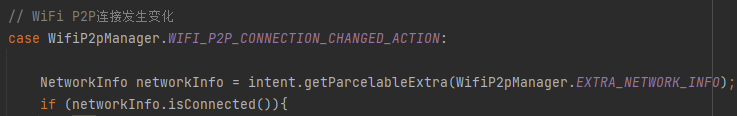 // WiFi P2P连接发生变化
case WifiP2pManager.WIFI_P2P_CONNECTION_CHANGED_ACTION:
NetworkInfo networkInfo = intent.getParcelableExtra(WifiP2pManager.EXTRA_NETWORK_INFO);
if (networkInfo.isConnected()){